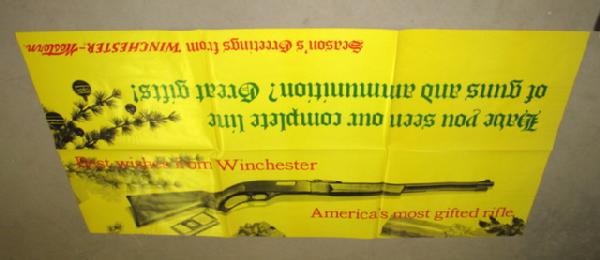 Best wishes from Winchester
America's most gifted rifle.
Have you seen our complete line
of guns and ammunition? Great gifts!
Season's Greetings from WINCHESTER-Western.